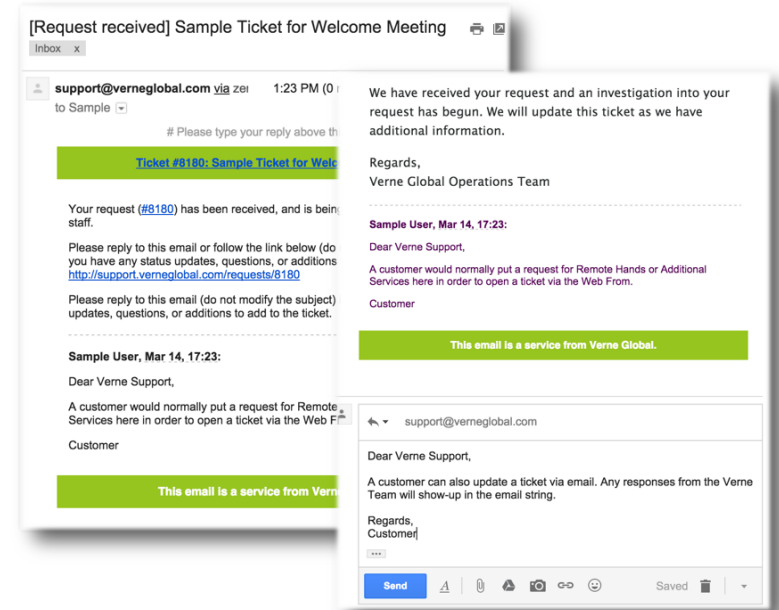 [Request received] Sample Ticket for Welcome Meeting
Inbox x
support@verneglobal.com via 1:23 PM (0
to Sample
# Please type your reply above
Ticket #8180: Sample Ticket for
Your request (#8180) has been received, and is
staff.
Please reply to this email or follow the link below (do
you have any status updates, questions, or additions
http://support.verneglobal.com/requests/8180
Please reply to this email (do not modify the subject)
updates, questions, or additions to add to the ticket.
Sample User, Mar 14, 17:23:
Dear Verne Support,
A customer would normally put a request for Remote
Services here in order to open a ticket via the Web
Customer
This email is a service from
We have received your request and an investigation into your
request has begun. We will update this ticket as we have
additional information.
Regards,
Verne Global Operations Team
Sample User, Mar 14, 17:23:
Dear Verne Support,
A customer would normally put a request for Remote Hands or Additional
Services here in order to open a ticket via the Web From.
Customer
This email is a service from Verne Global.
support@verneglobal.com
Dear Verne Support,
A customer can also update a ticket via email. Any responses from the Verne
Team will show-up in the email string.
Regards,
Customer
Send A Saved